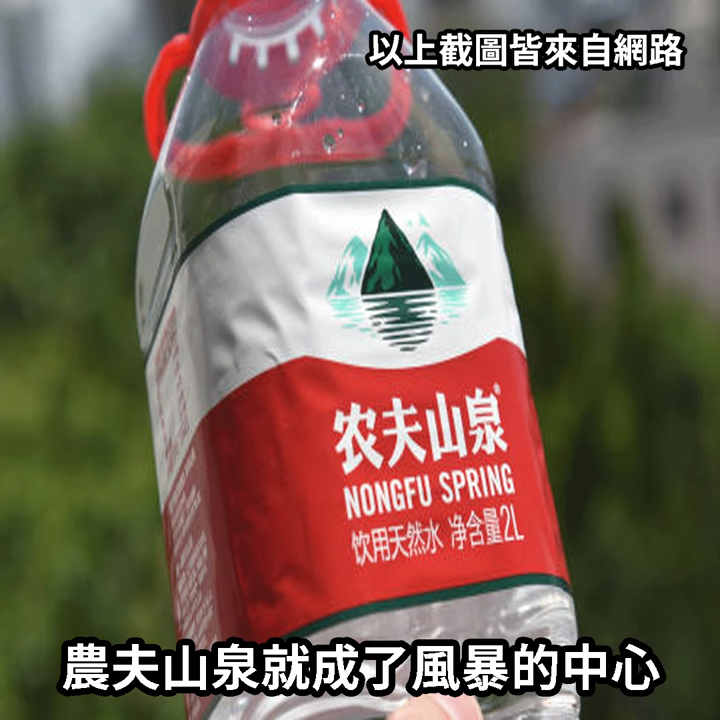 以上截圖皆來自網路
农夫山泉®
NONGFU SPRING
饮用天然水 净含量2L
農夫山泉就成了風暴的中心